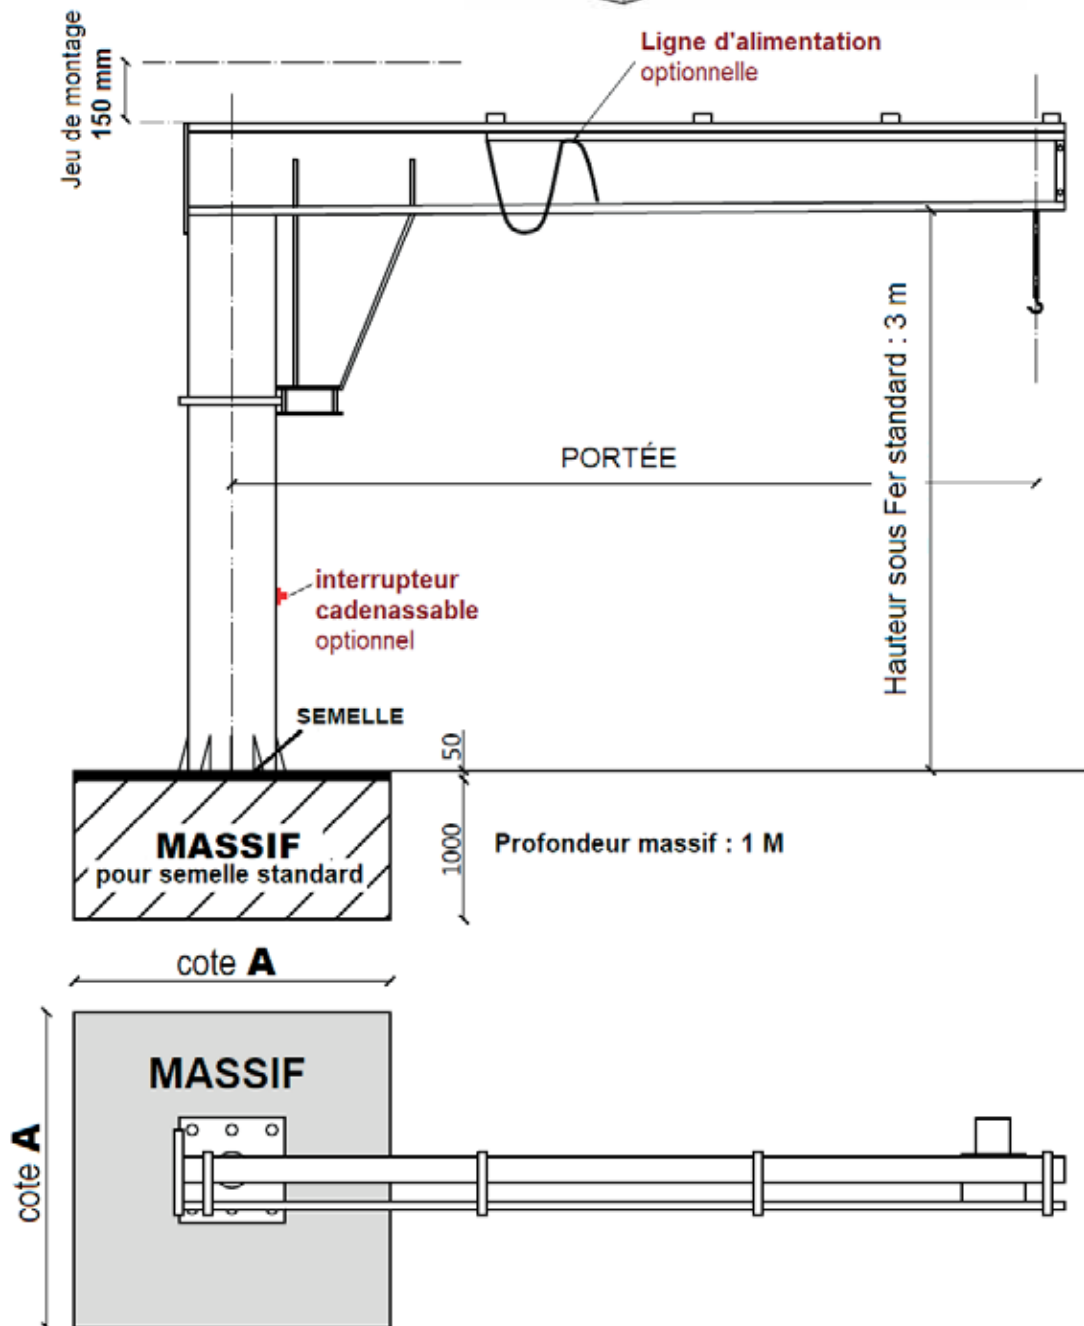 Ligne d'alimentation
optionnelle
Jeu de montage
150 mm
Hauteur sous Fer standard : 3 m
PORTÉE
interrupteur
cadenassable
optionnel
SEMELLE
50
1000
MASSIF
pour semelle standard
Profondeur massif : 1 M
cote A
MASSIF
cote A